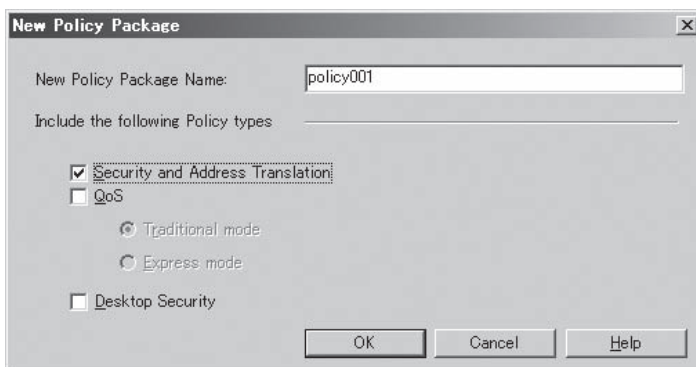 New Policy Package
New Policy Package Name: policy001
Include the following Policy types
Security and Address Translation
QoS
Traditional mode
Express mode
Desktop Security
OK Cancel Help